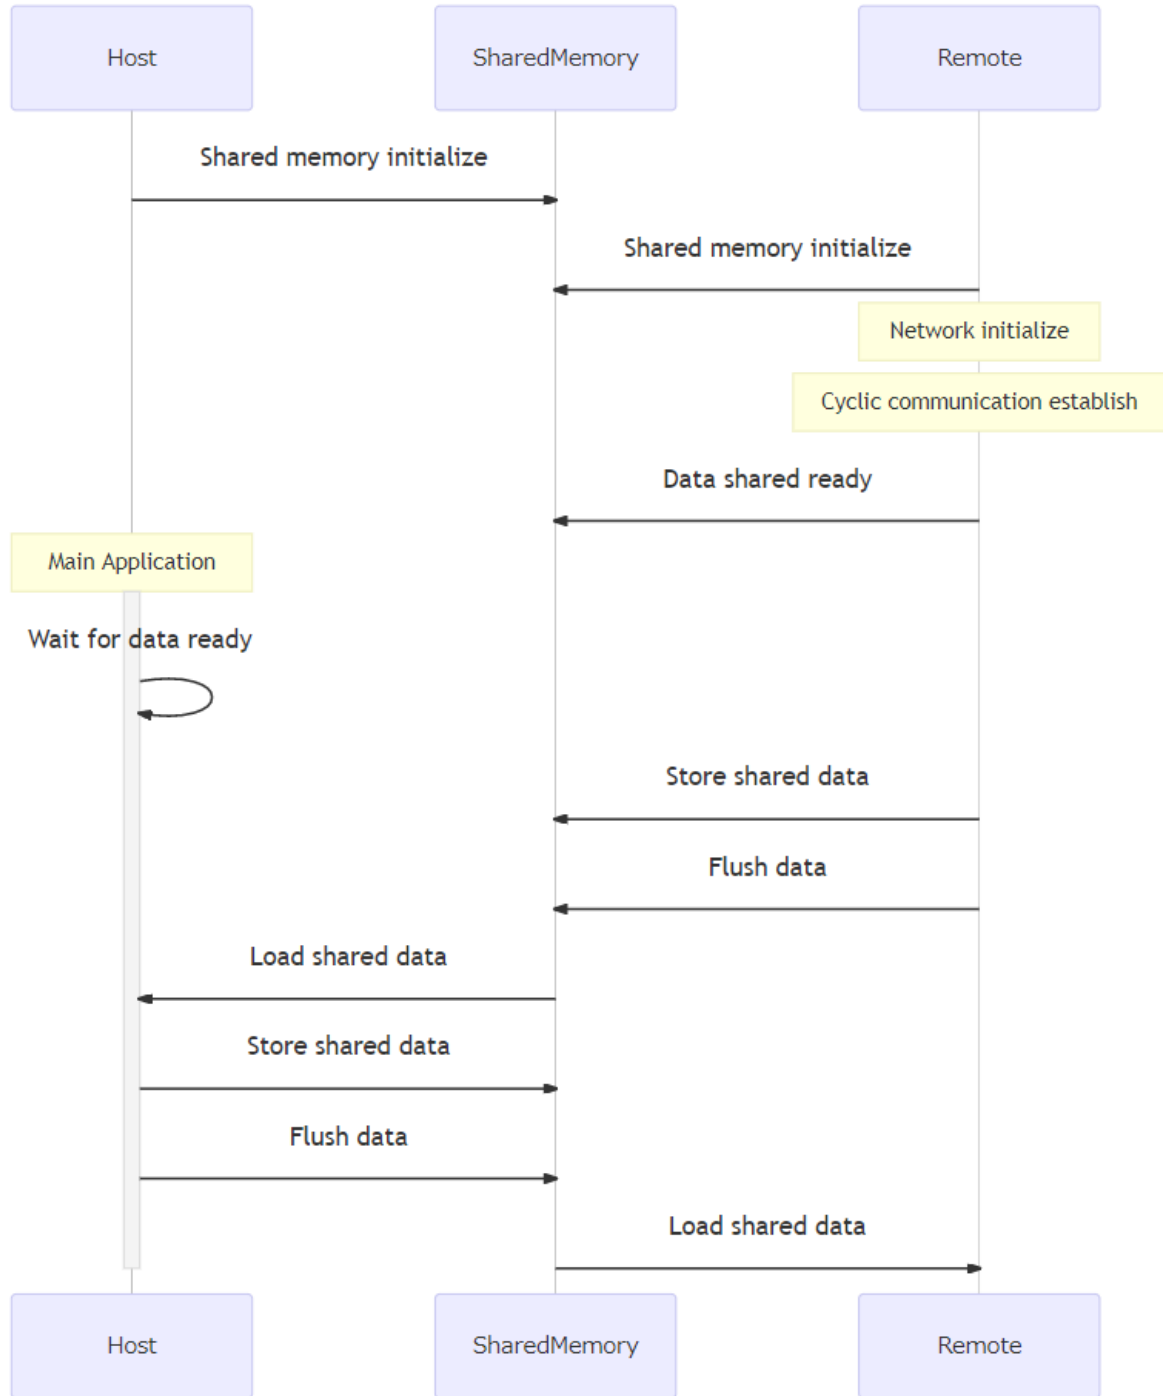 Host
SharedMemory
Remote
Shared memory initialize
Shared memory initialize
Network initialize
Cyclic communication establish
Data shared ready
Main Application
Wait for data ready
Store shared data
Flush data
Load shared data
Store shared data
Flush data
Load shared data
Host
SharedMemory
Remote